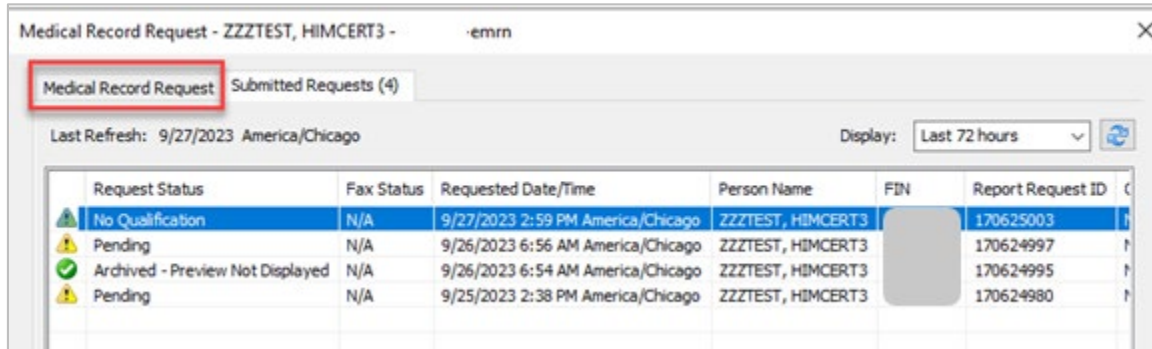 Medical Record Request - ZZZTEST, HIMCERT3 - -emrn
Medical Record Request Submitted Requests (4)
Last Refresh: 9/27/2023 America/Chicago Display: Last 72 hours
Request Status Fax Status Requested Date/Time Person Name FIN Report Request ID
No Qualification N/A 9/27/2023 2:59 PM America/Chicago ZZZTEST, HIMCERT3 170625003
Pending N/A 9/26/2023 6:56 AM America/Chicago ZZZTEST, HIMCERT3 170624997
Archived - Preview Not Displayed N/A 9/26/2023 6:54 AM America/Chicago ZZZTEST, HIMCERT3 170624995
Pending N/A 9/25/2023 2:38 PM America/Chicago ZZZTEST, HIMCERT3 170624980